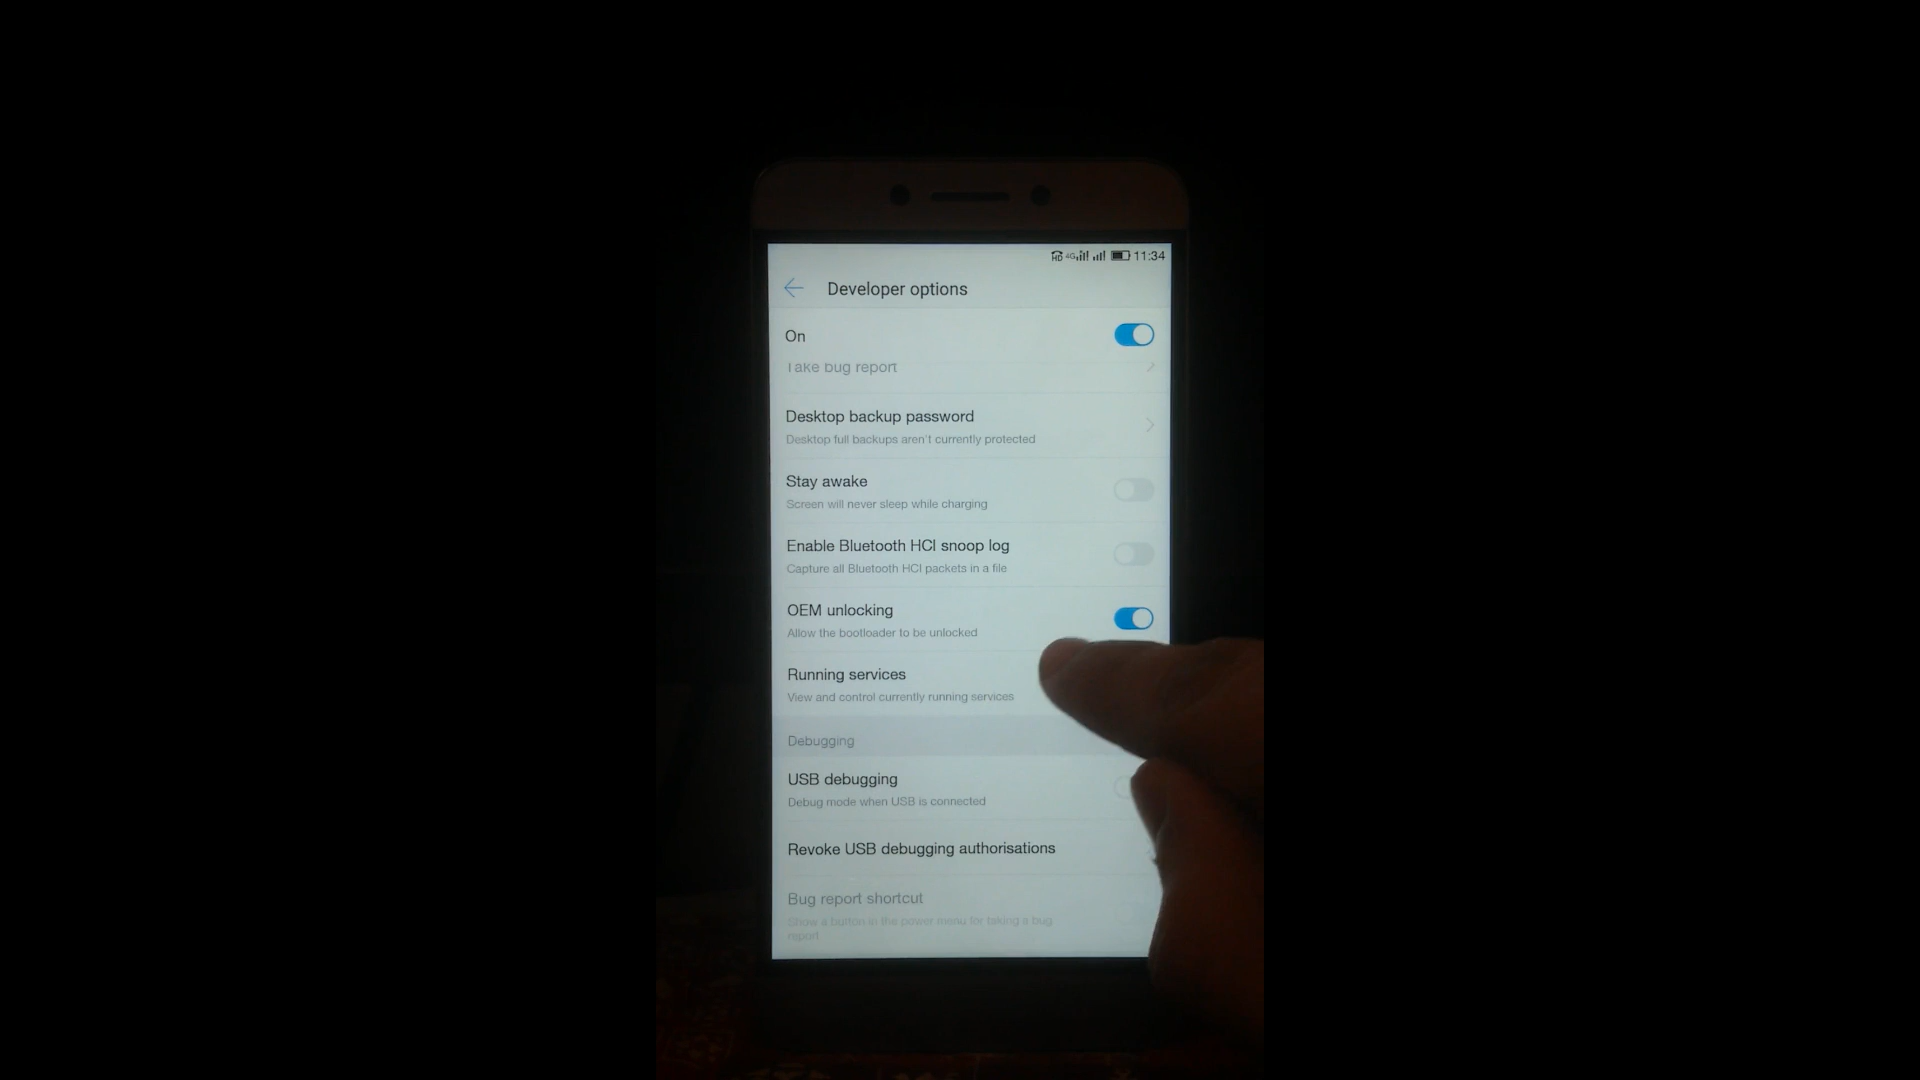 HD 4G 11:34
Developer options
On
Take bug report
Desktop backup password
Desktop full backups aren't currently protected
Stay awake
Screen will never sleep while charging
Enable Bluetooth HCI snoop log
Capture all Bluetooth HCI packets in a file
OEM unlocking
Allow the bootloader to be unlocked
Running services
View and control currently running services
Debugging
USB debugging
Debug mode when USB is connected
Revoke USB debugging authorisations
Bug report shortcut
Show a button in the power menu for taking a bug
report